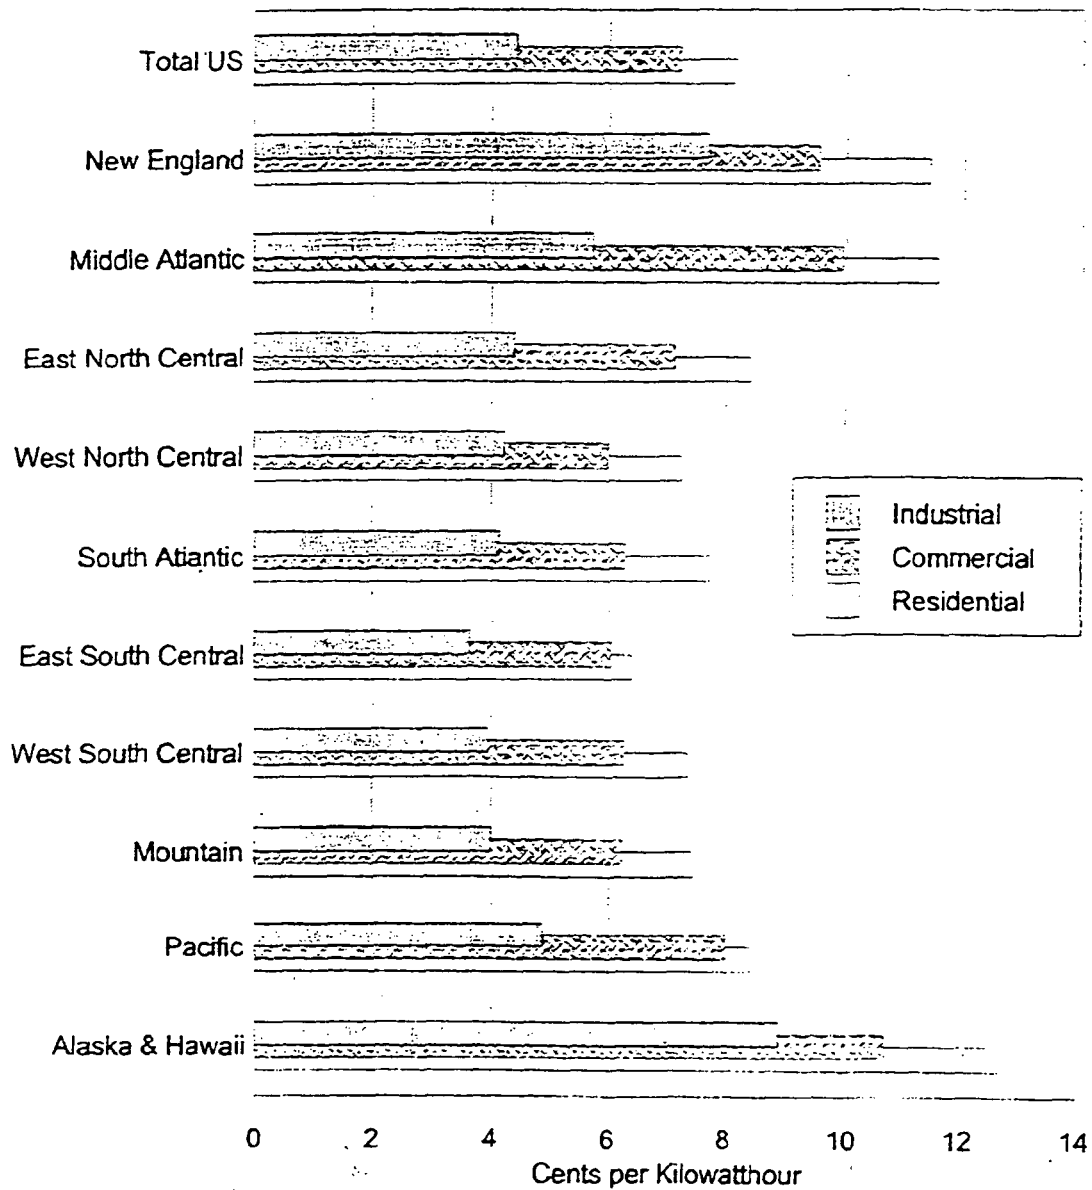 Total US
New England
Middle Atlantic
East North Central
West North Central
South Atlantic
East South Central
West South Central
Mountain
Pacific
Alaska & Hawaii
Industrial
Commercial
Residential
0 2 4 6 8 10 12 14
Cents per Kilowatthour